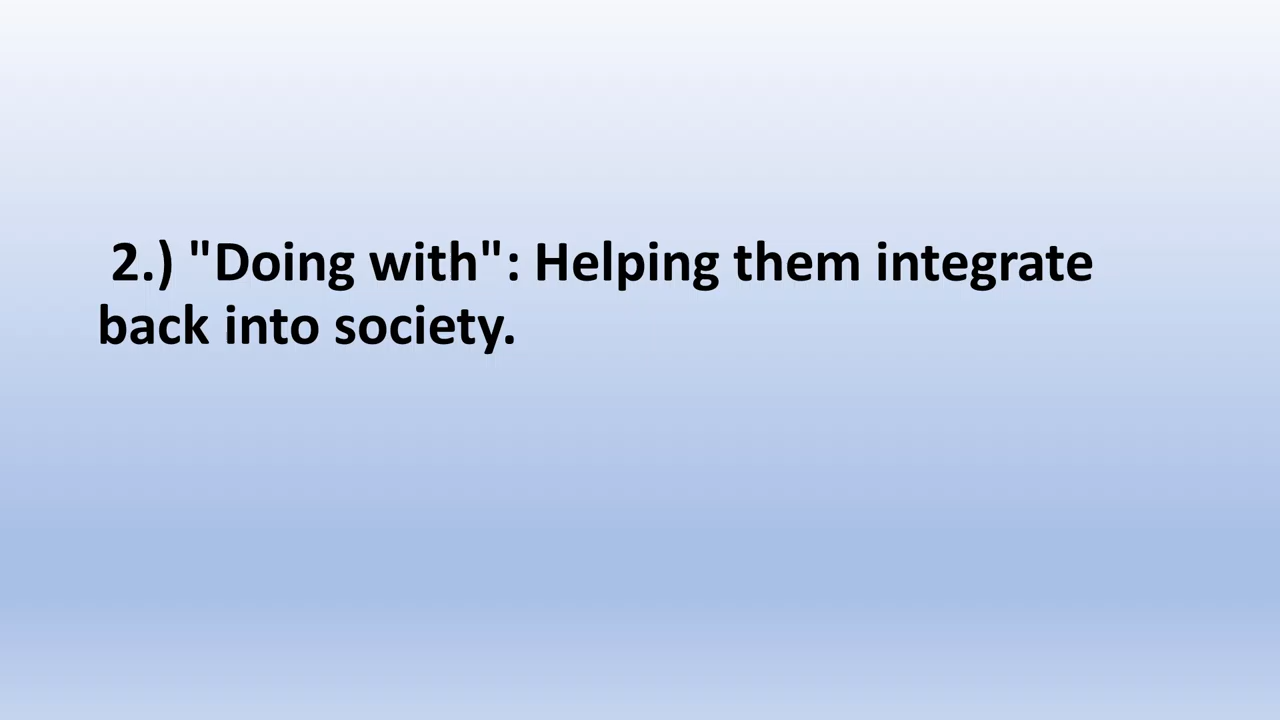 2.) "Doing with": Helping them integrate
back into society.